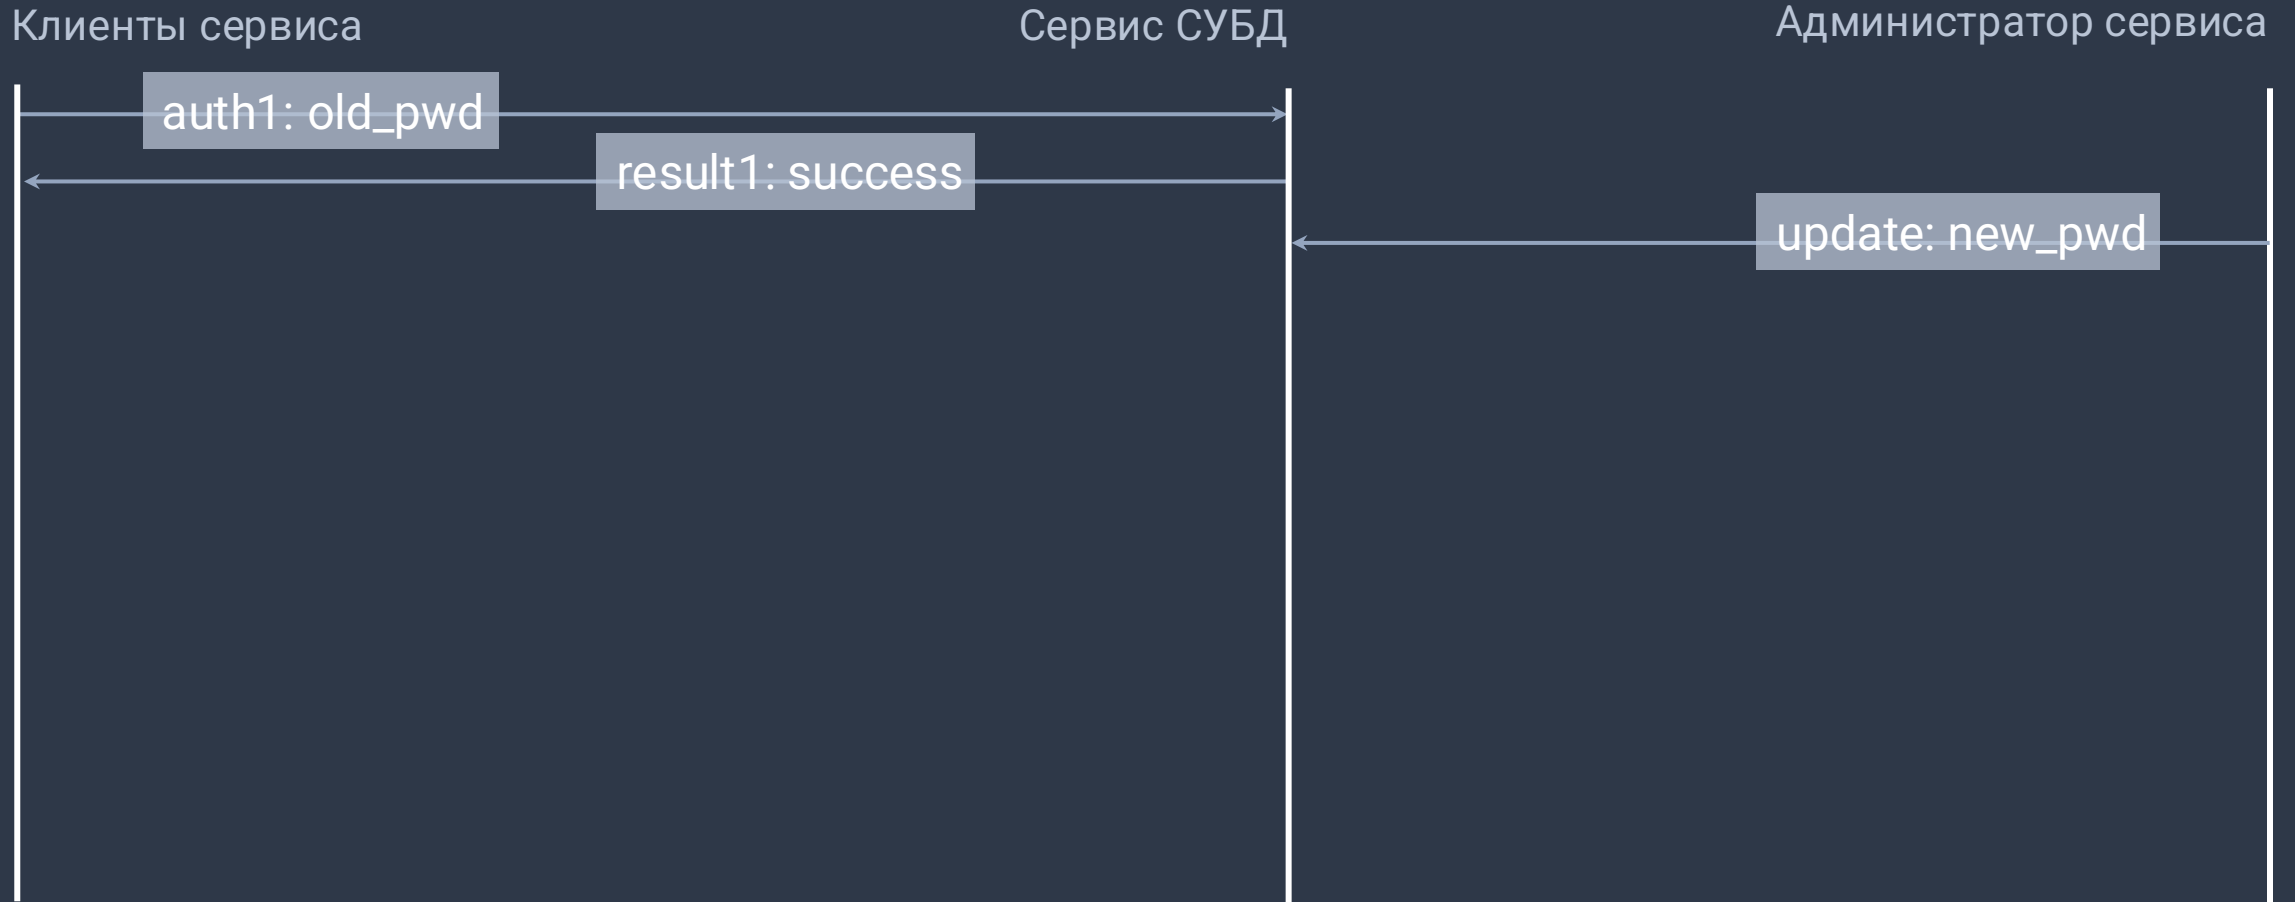 Клиенты сервиса
Сервис СУБД
Администратор сервиса
auth1: old_pwd
result1: success
update: new_pwd